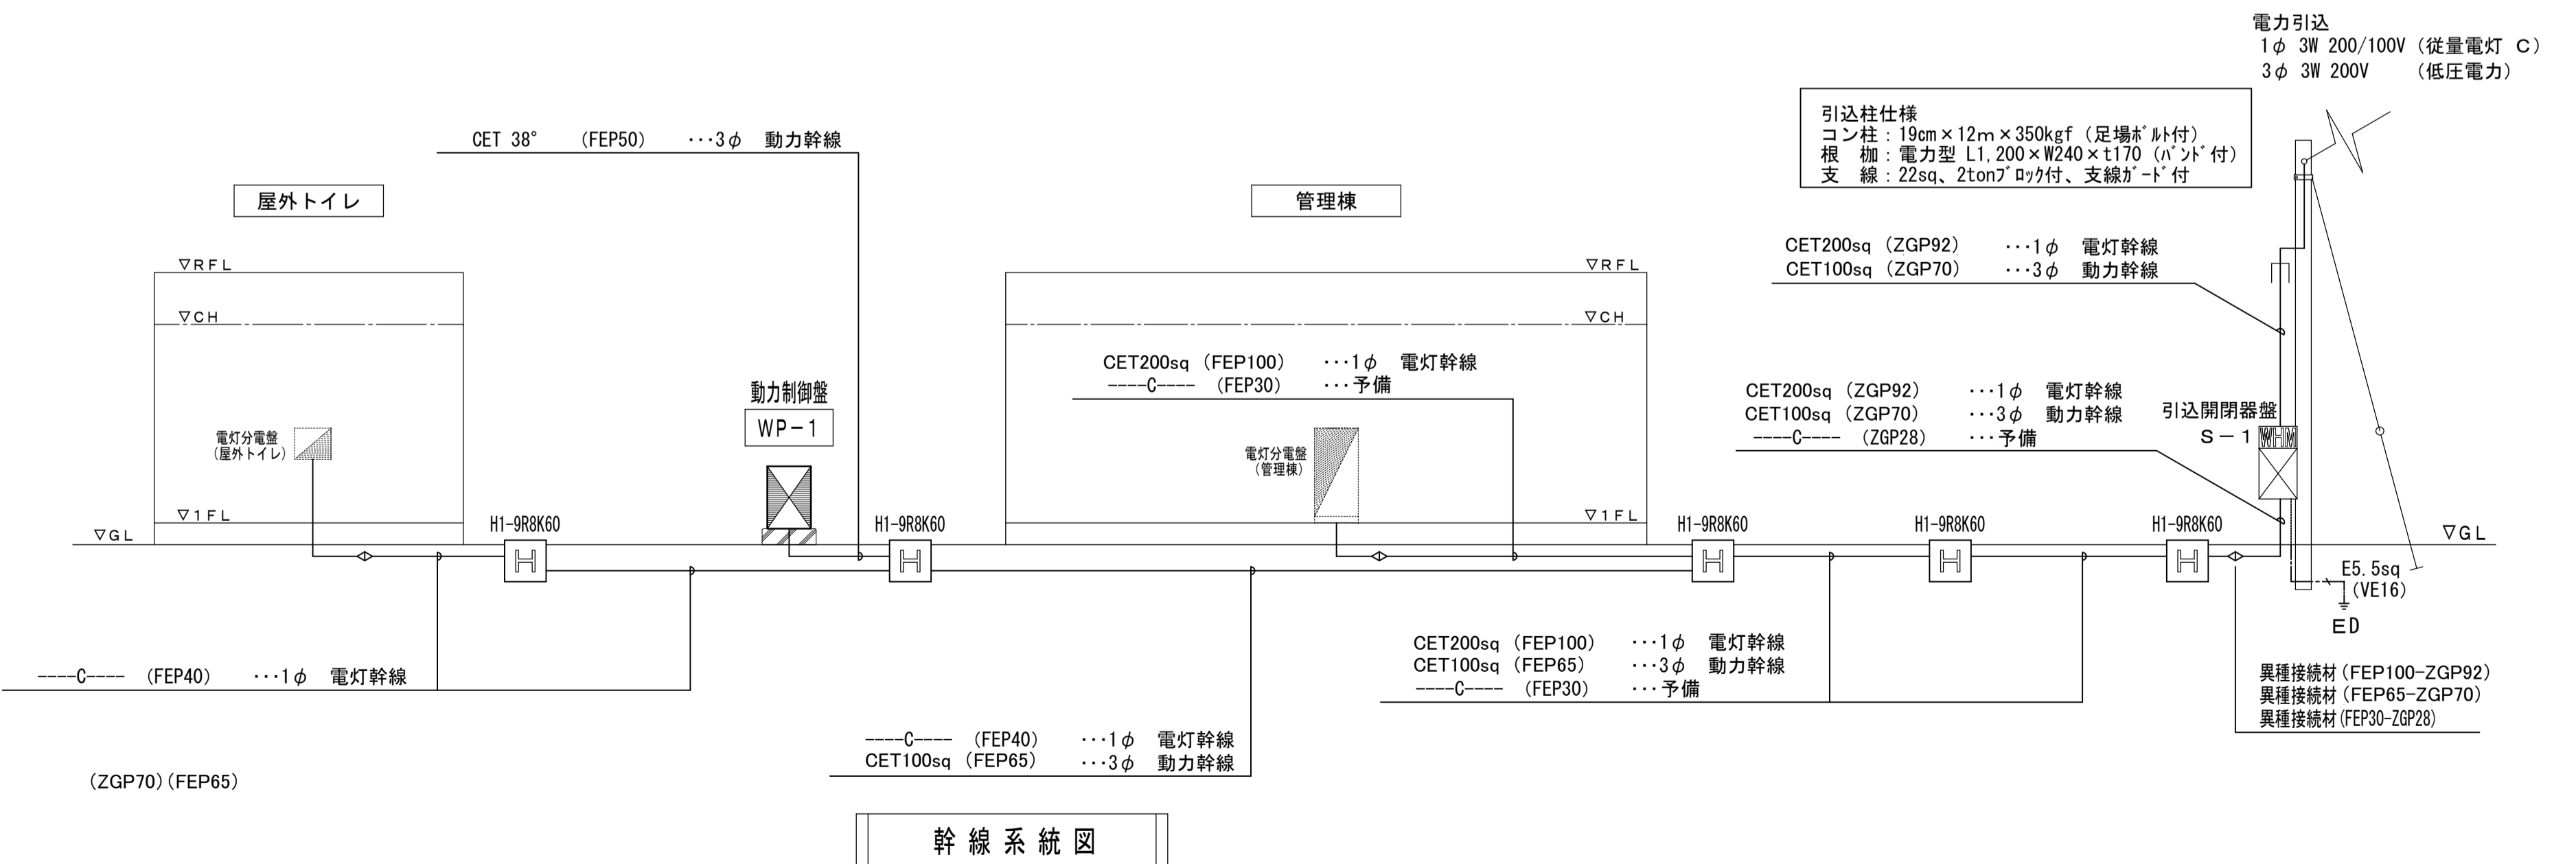 電力引込
1φ 3W 200/100V (従量電灯 C)
3φ 3W 200V (低圧電力)
引込柱仕様
コン柱：19cm×12m×350kgf (足場ﾎﾞﾙﾄ付)
根 枷：電力型 L1,200×W240×t170 (ﾊﾞﾝﾄﾞ付)
支 線：22sq、2tonﾌﾞﾛｯｸ付、支線ｶﾞｰﾄﾞ付
CET 38° (FEP50) ･･･3φ 動力幹線
屋外トイレ
管理棟
CET200sq (ZGP92) ･･･1φ 電灯幹線
CET100sq (ZGP70) ･･･3φ 動力幹線
▽RFL
▽RFL
▽CH
▽CH
CET200sq (FEP100) ･･･1φ 電灯幹線
----C---- (FEP30) ･･･予備
動力制御盤
WP-1
CET200sq (ZGP92) ･･･1φ 電灯幹線
CET100sq (ZGP70) ･･･3φ 動力幹線
----C---- (ZGP28) ･･･予備
引込開閉器盤
S-1
WHM
電灯分電盤
(屋外トイレ)
電灯分電盤
(管理棟)
▽1FL
▽1FL
▽GL
▽GL
H1-9R8K60
H1-9R8K60
H1-9R8K60
H1-9R8K60
H1-9R8K60
H
H
H
H
H
E5.5sq
(VE16)
ED
----C---- (FEP40) ･･･1φ 電灯幹線
CET200sq (FEP100) ･･･1φ 電灯幹線
CET100sq (FEP65) ･･･3φ 動力幹線
----C---- (FEP30) ･･･予備
異種接続材(FEP100-ZGP92)
異種接続材(FEP65-ZGP70)
異種接続材(FEP30-ZGP28)
----C---- (FEP40) ･･･1φ 電灯幹線
CET100sq (FEP65) ･･･3φ 動力幹線
(ZGP70)(FEP65)
幹線系統図